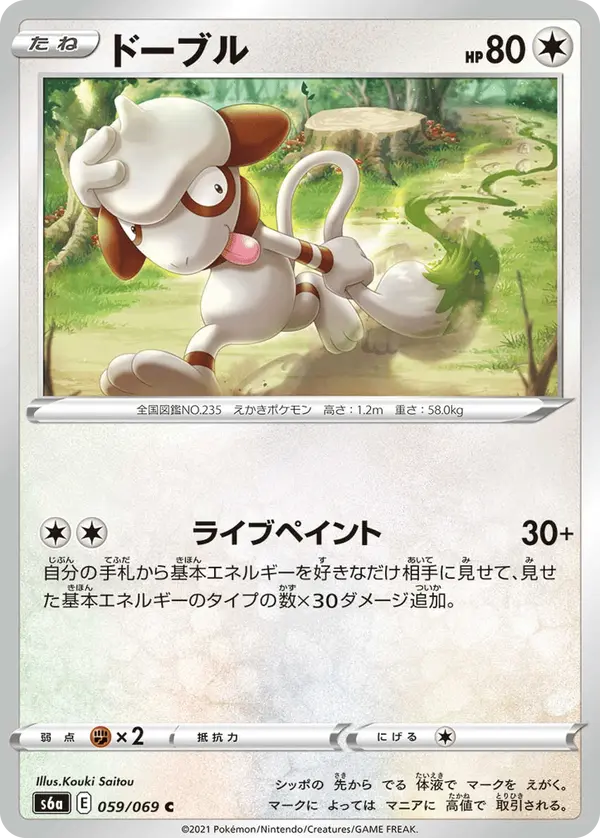 たね ドーブル HP80
全国図鑑NO.235 えかきポケモン 高さ:1.2m 重さ:58.0kg
ライブペイント 30+
自分の手札から基本エネルギーを好きなだけ相手に見せて、見せ
た基本エネルギーのタイプの数×30ダメージ追加。
弱点 ×2 抵抗力 にげる
Illus.Kouki Saitou
シッポの 先から でる 体液で マークを えがく。
s6a E 059/069 C
マークに よっては マニアに 高値で 取引される。
©2021 Pokémon/Nintendo/Creatures/GAME FREAK.